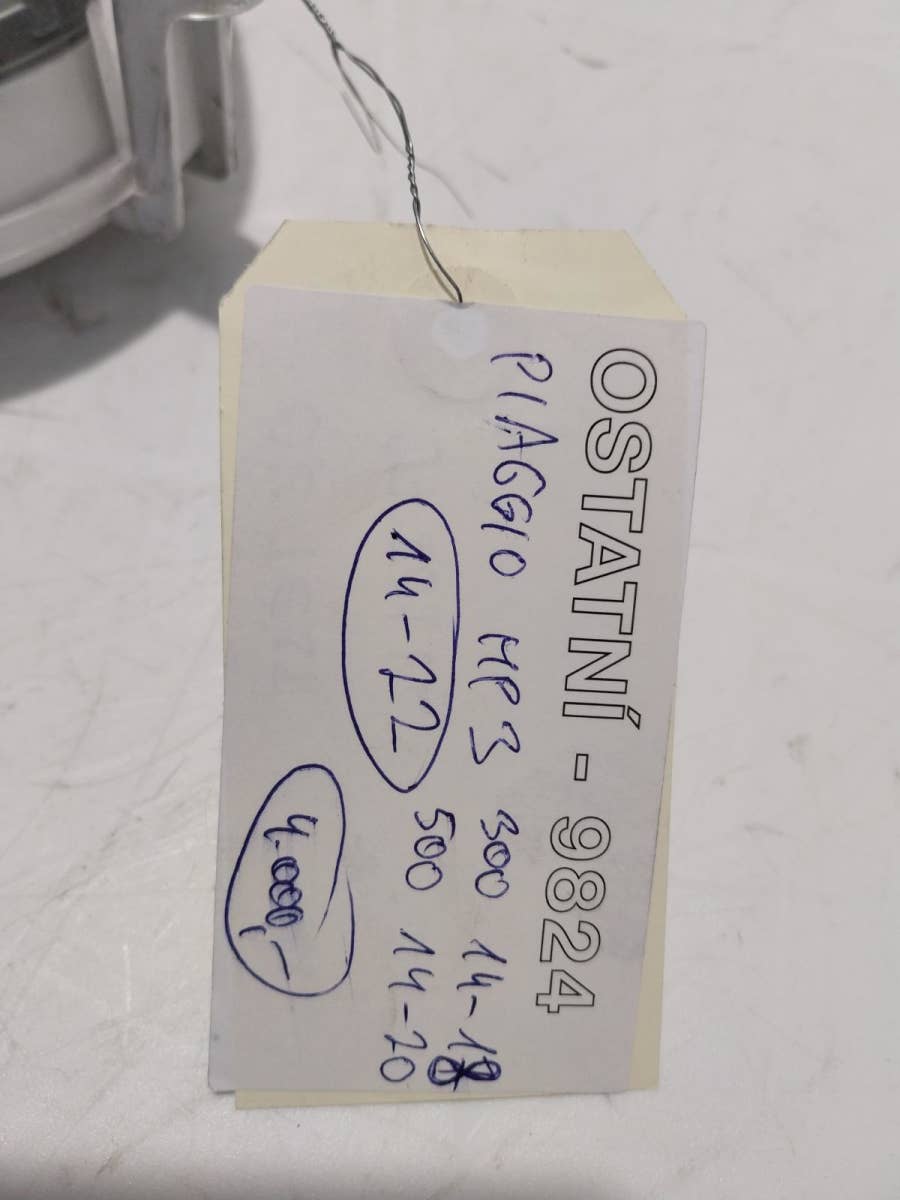 OSTATNÍ - 9824
PIAGGIO MP3 300 14-18
14-22 500 14-20
4.000,-